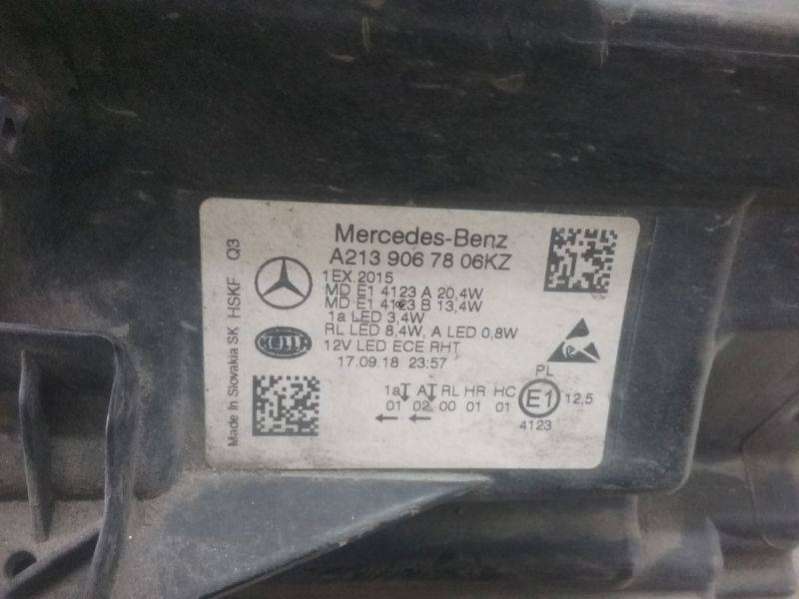 Mercedes-Benz
A213 906 78 06KZ
1EX.2015
MD E1 4123 A 20,4W
MD E1 4123 B 13,4W
1a LED 3,4W
RL LED 8,4W, A LED 0,8W
12V LED ECE RHT
17.09.18 23:57
HELLA
Made In Slovakia SK HSKF Q3
1a A RL HR HC
01 02 00 01 01
PL
E1 12,5
4123